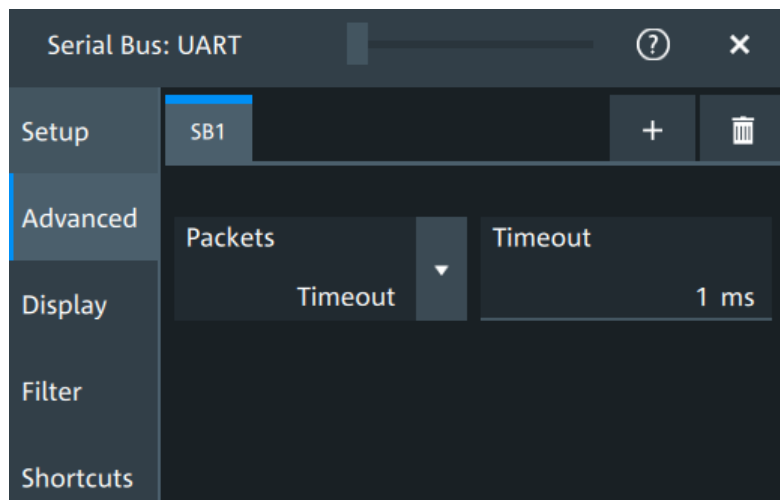 Serial Bus: UART
?
Setup
SB1
+
Advanced
Packets
Timeout
Timeout
1 ms
Display
Filter
Shortcuts